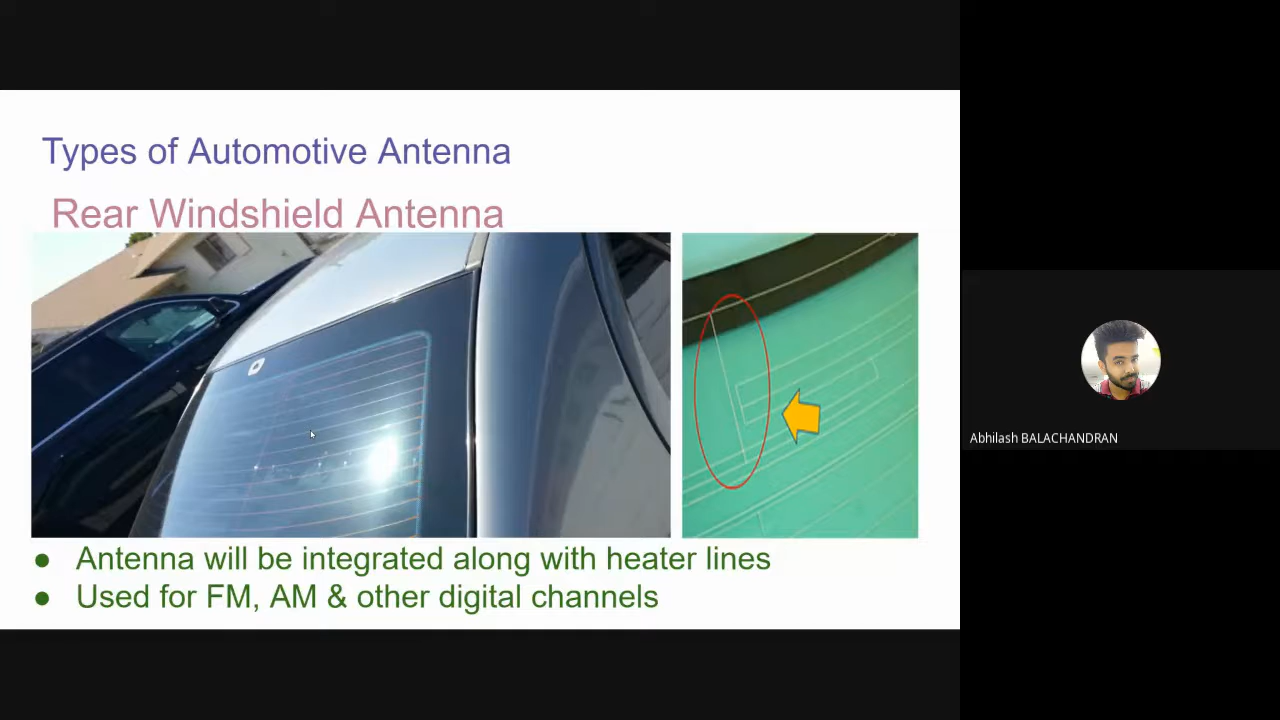 Types of Automotive Antenna
Rear Windshield Antenna
● Antenna will be integrated along with heater lines
● Used for FM, AM & other digital channels
Abhilash BALACHANDRAN